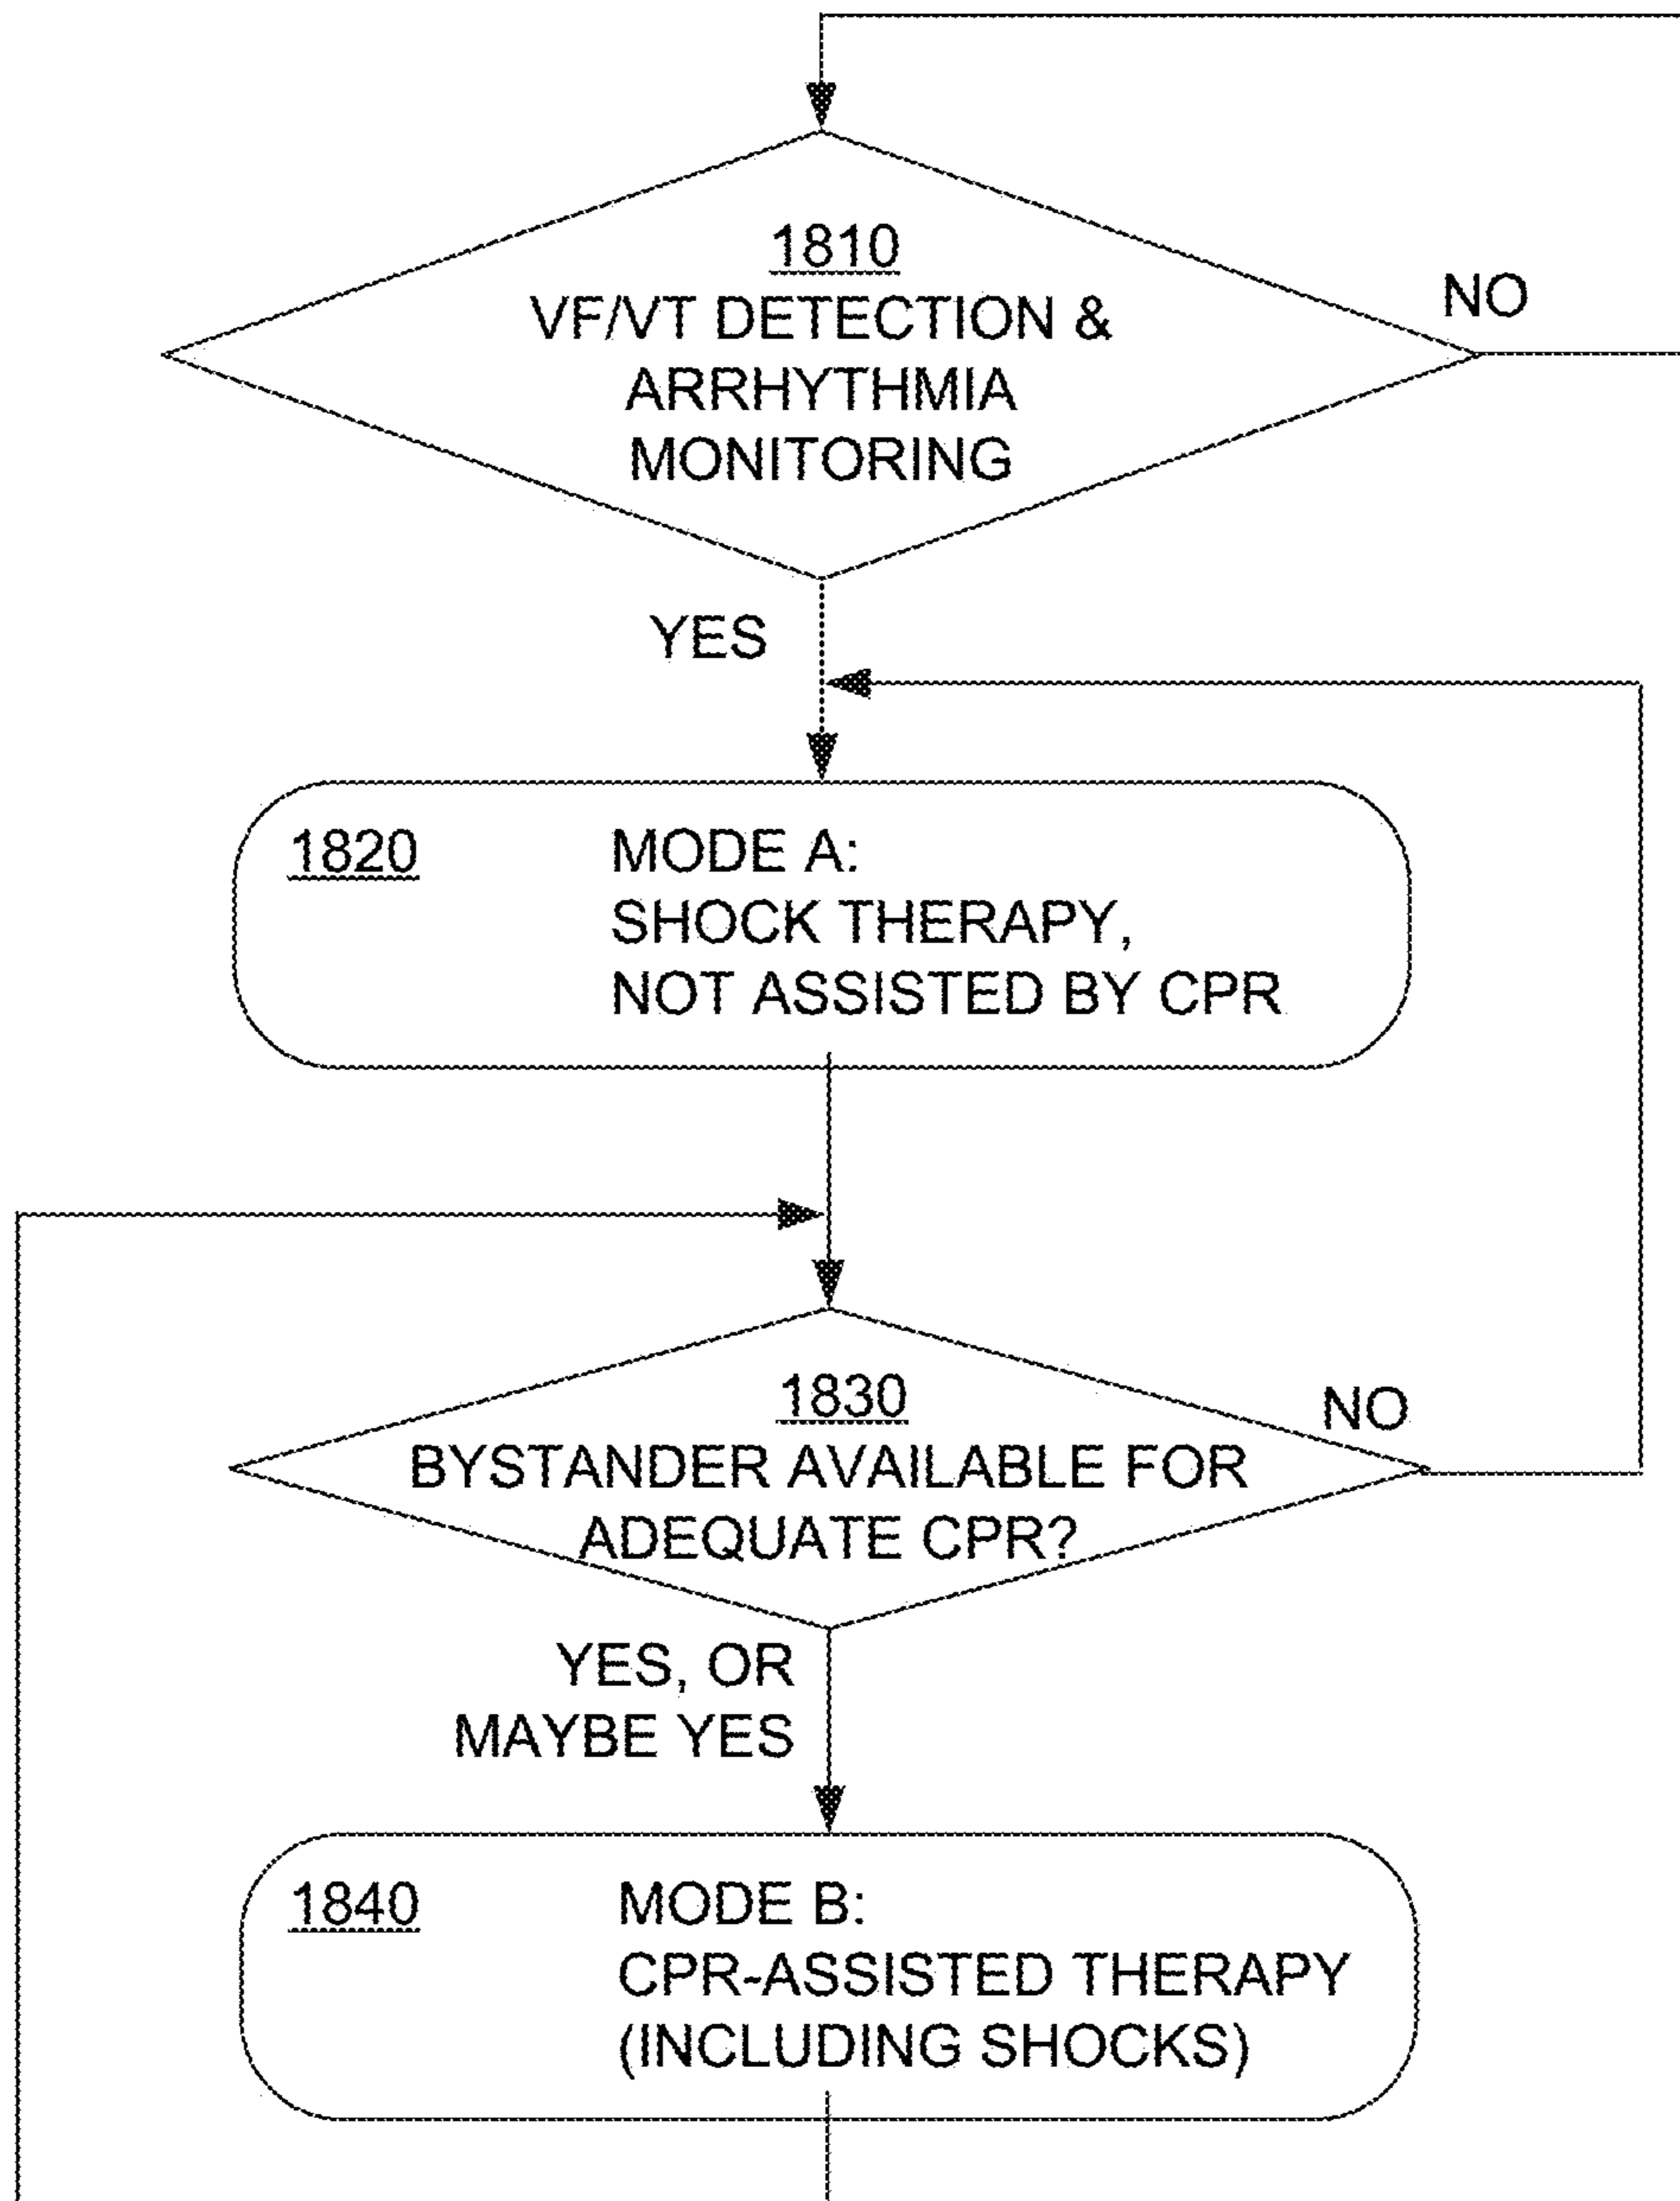 1810
VF/VT DETECTION &
ARRHYTHMIA
MONITORING
NO
YES
1820
MODE A:
SHOCK THERAPY,
NOT ASSISTED BY CPR
1830
BYSTANDER AVAILABLE FOR
ADEQUATE CPR?
NO
YES, OR
MAYBE YES
1840
MODE B:
CPR-ASSISTED THERAPY
(INCLUDING SHOCKS)